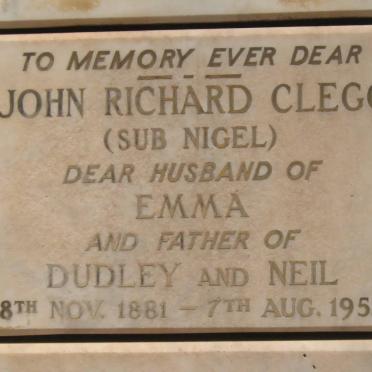 TO MEMORY EVER DEAR
JOHN RICHARD CLEGG
(SUB NIGEL)
DEAR HUSBAND OF
EMMA
AND FATHER OF
DUDLEY AND NEIL
8TH NOV. 1881 – 7TH AUG. 195